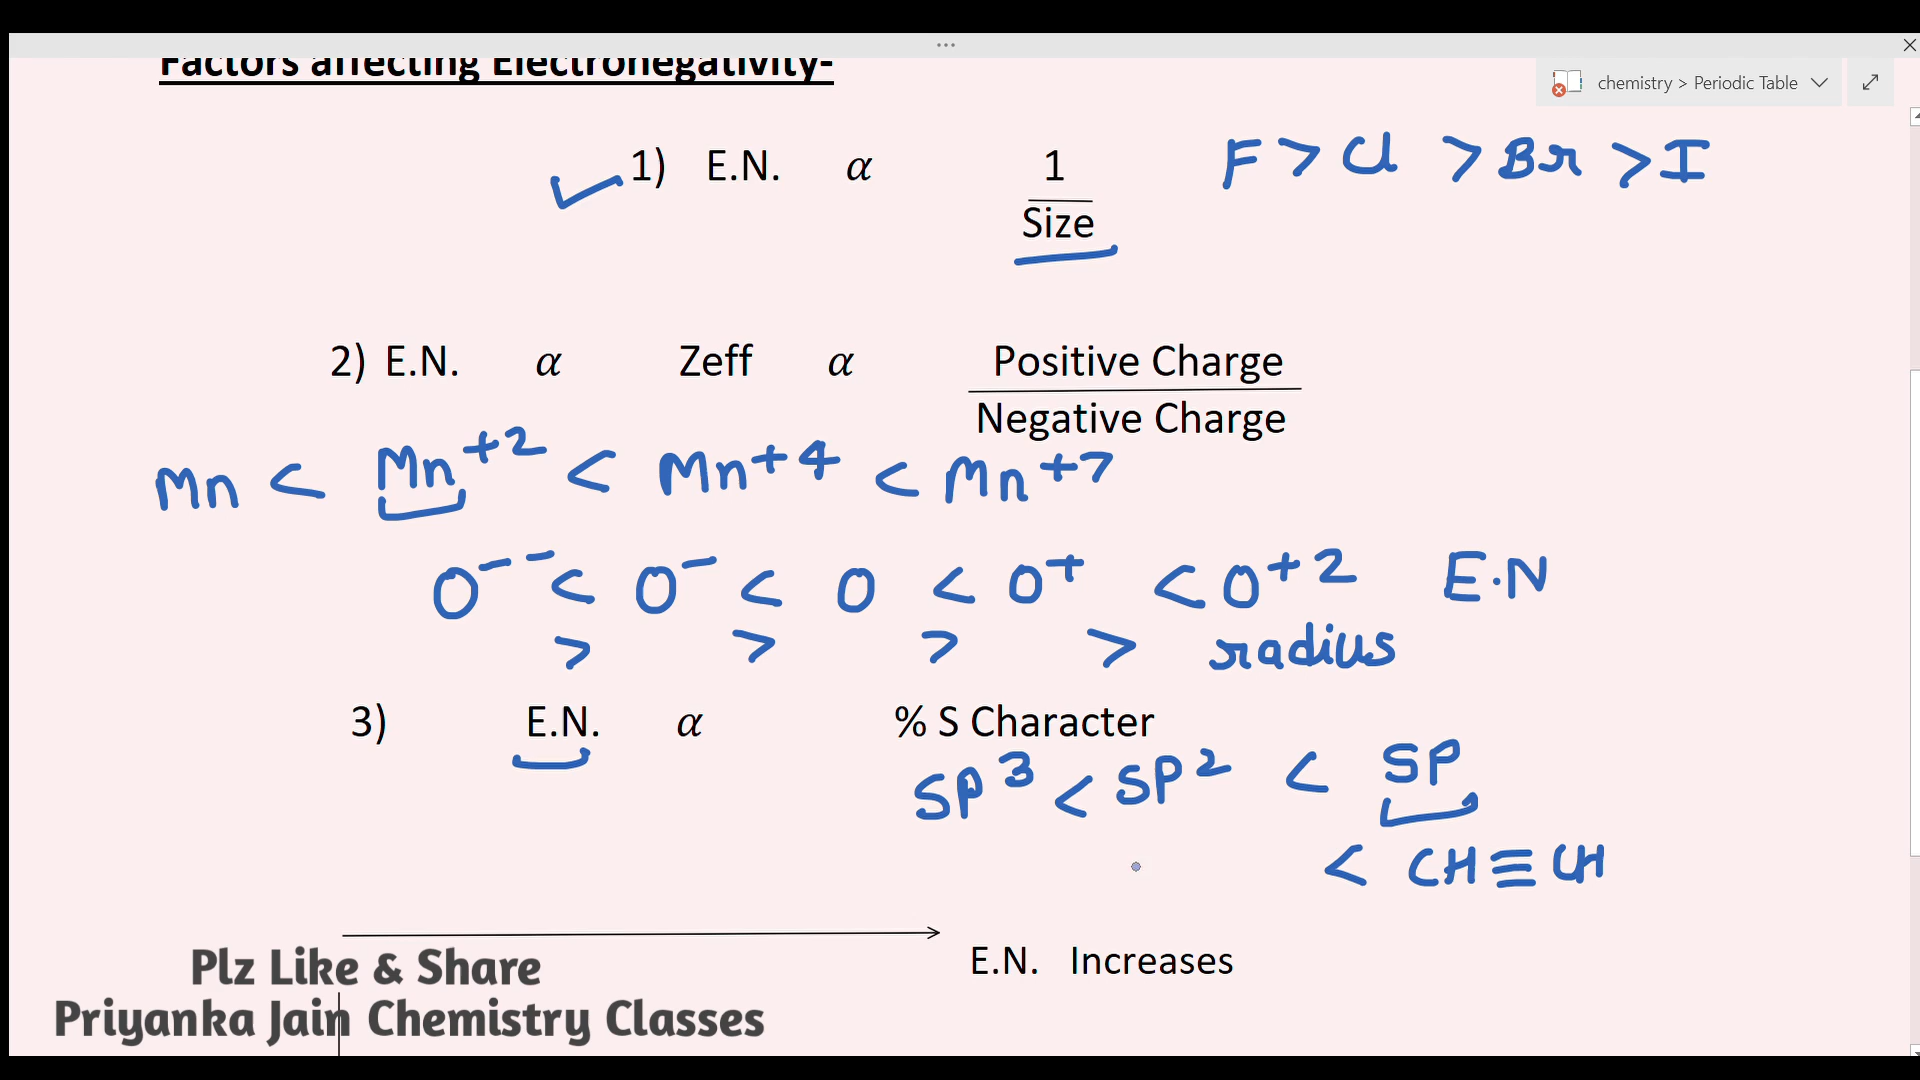 Factors affecting Electronegativity-
chemistry > Periodic Table
1) E.N. α 1
Size
F > Cl > Br > I
2) E.N. α Zeff α Positive Charge
Negative Charge
Mn < Mn+2 < Mn+4 < Mn+7
O-- < O- < O < O+ < O+2 E.N
> > > > radius
3) E.N. α % S Character
SP3 < SP2 < SP
< CH≡CH
E.N. Increases
Plz Like & Share
Priyanka Jain Chemistry Classes